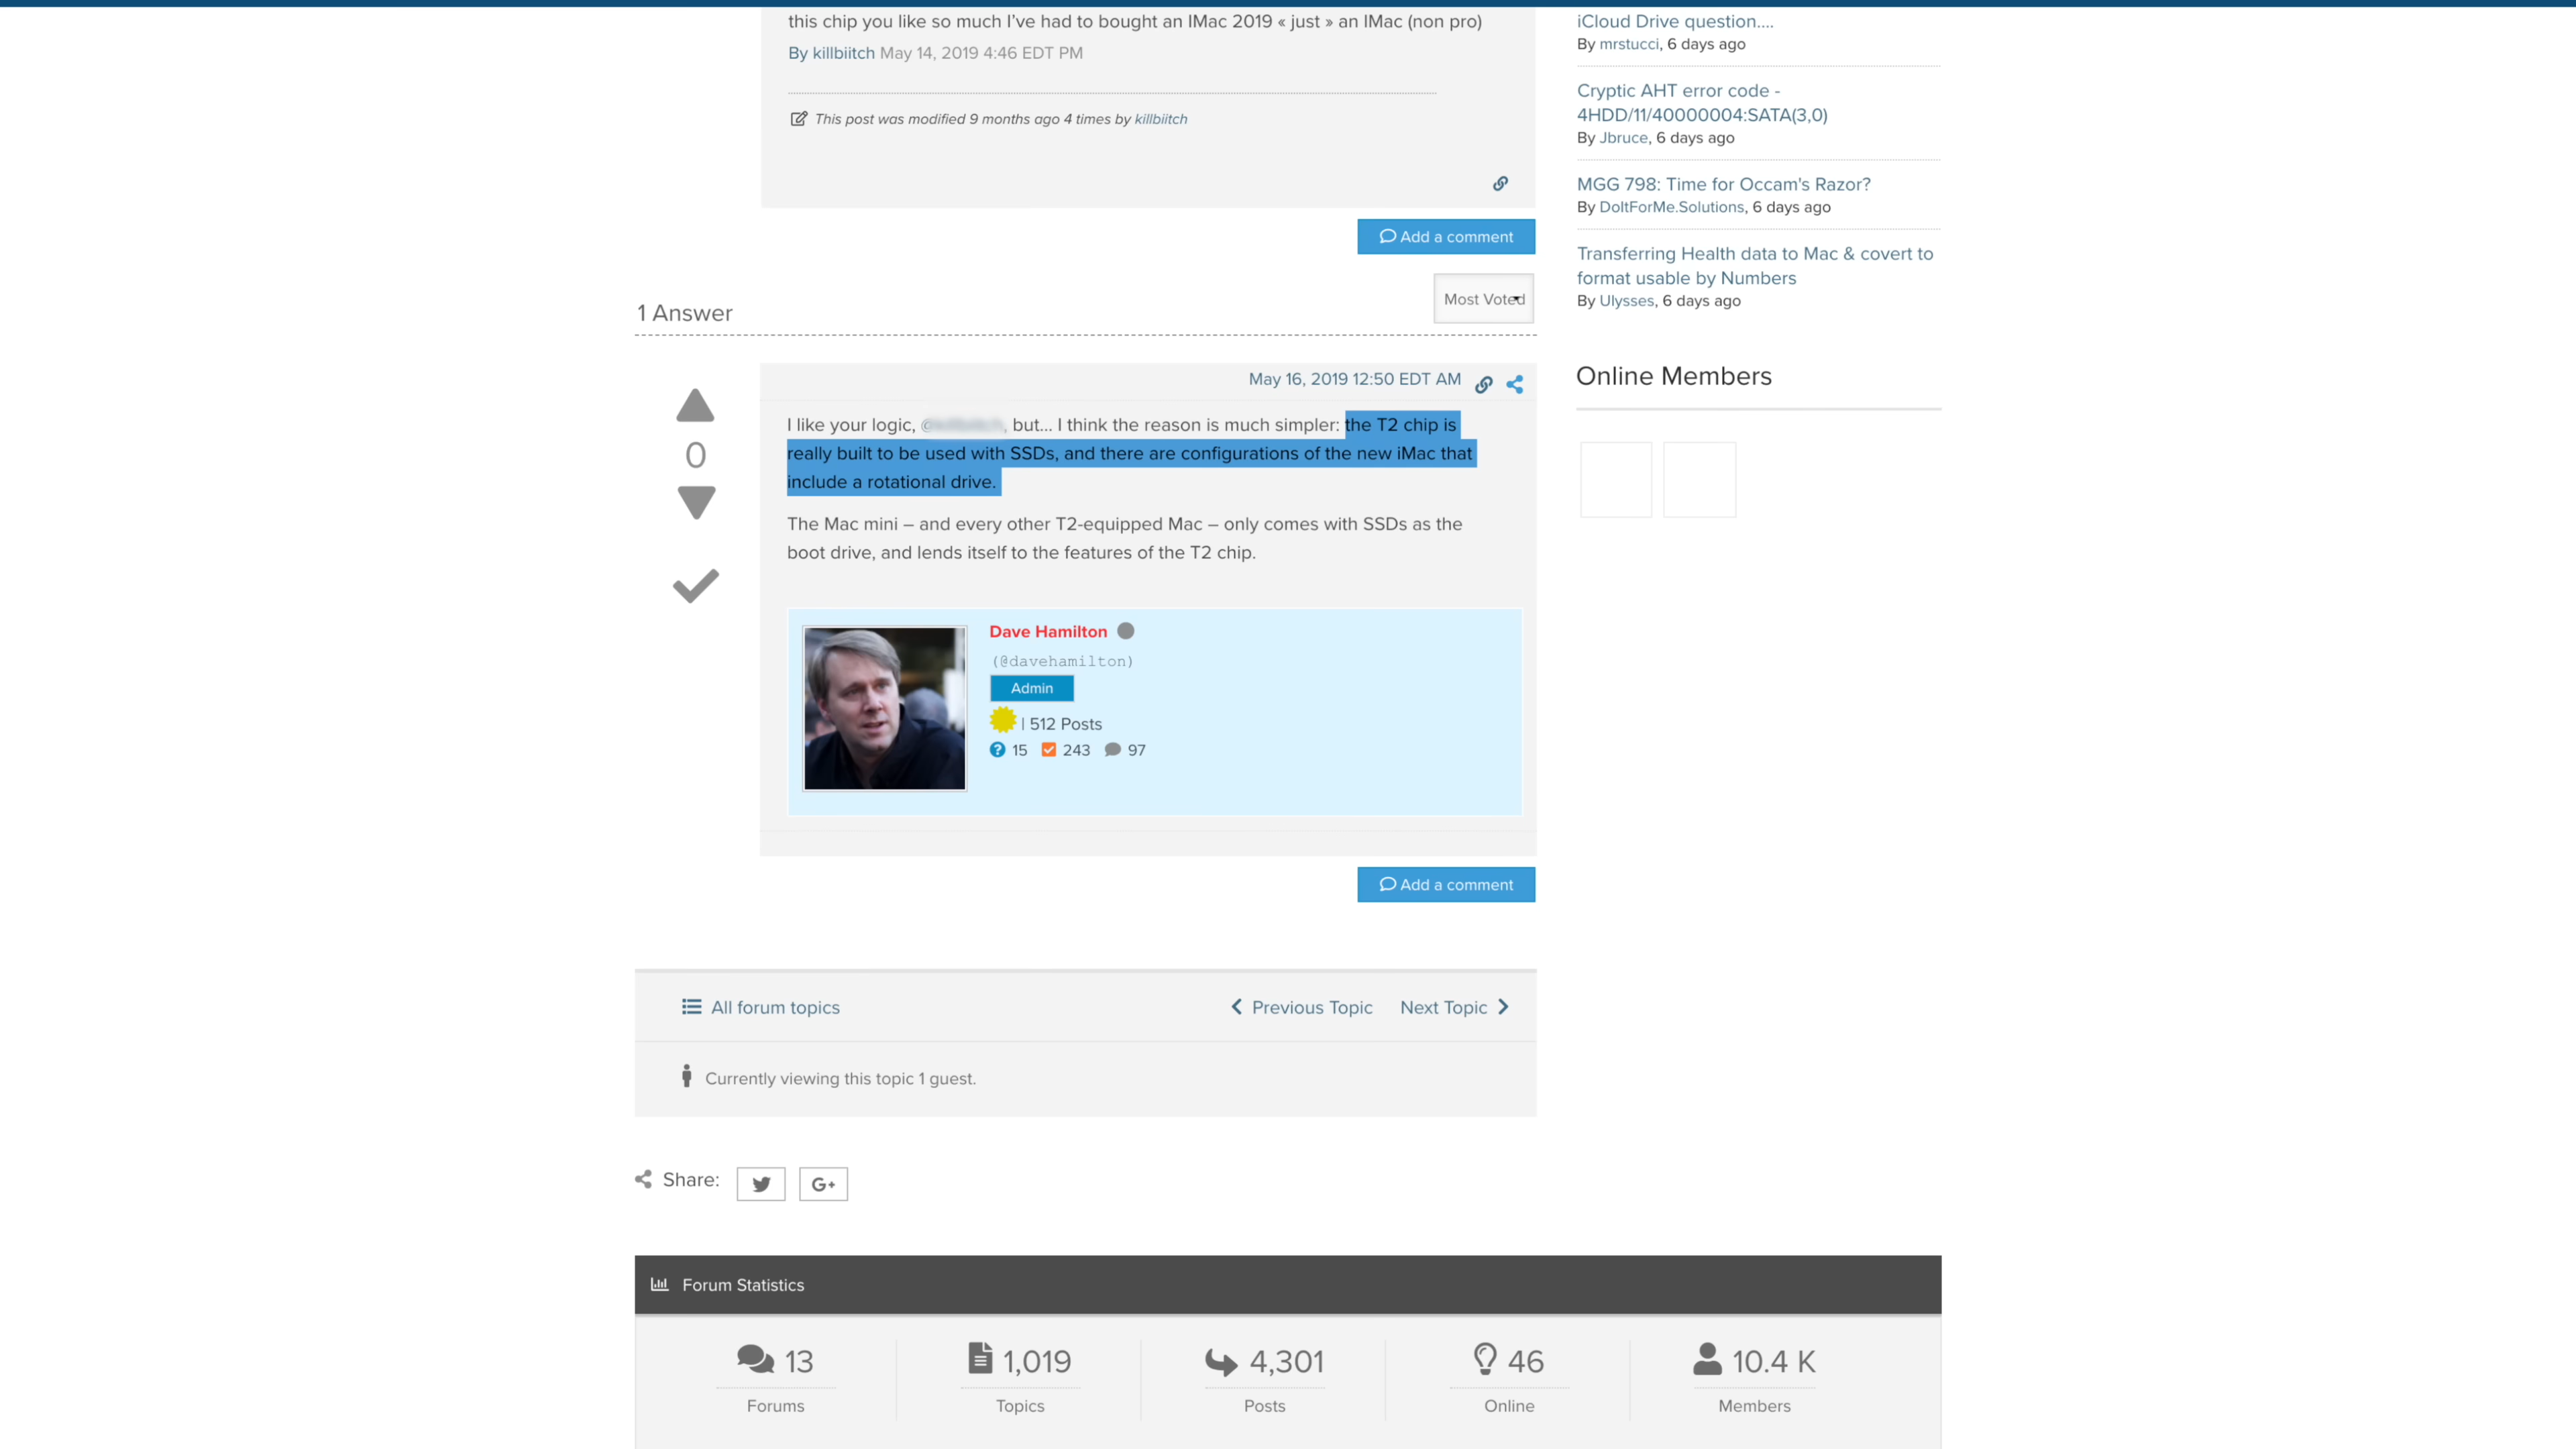 this chip you like so much I've had to bought an IMac 2019 « just » an IMac (non pro)
By killbiitch May 14, 2019 4:46 EDT PM
This post was modified 9 months ago 4 times by killbiitch
Add a comment
1 Answer
Most Voted
May 16, 2019 12:50 EDT AM
0
I like your logic, , but... I think the reason is much simpler: the T2 chip is
really built to be used with SSDs, and there are configurations of the new iMac that
include a rotational drive.
The Mac mini – and every other T2-equipped Mac – only comes with SSDs as the
boot drive, and lends itself to the features of the T2 chip.
Dave Hamilton
(@davehamilton)
Admin
| 512 Posts
15 243 97
Add a comment
All forum topics
Previous Topic Next Topic
Currently viewing this topic 1 guest.
Share:
G+
iCloud Drive question....
By mrstucci, 6 days ago
Cryptic AHT error code -
4HDD/11/40000004:SATA(3,0)
By Jbruce, 6 days ago
MGG 798: Time for Occam's Razor?
By DoItForMe.Solutions, 6 days ago
Transferring Health data to Mac & covert to
format usable by Numbers
By Ulysses, 6 days ago
Online Members
Forum Statistics
13
Forums
1,019
Topics
4,301
Posts
46
Online
10.4 K
Members